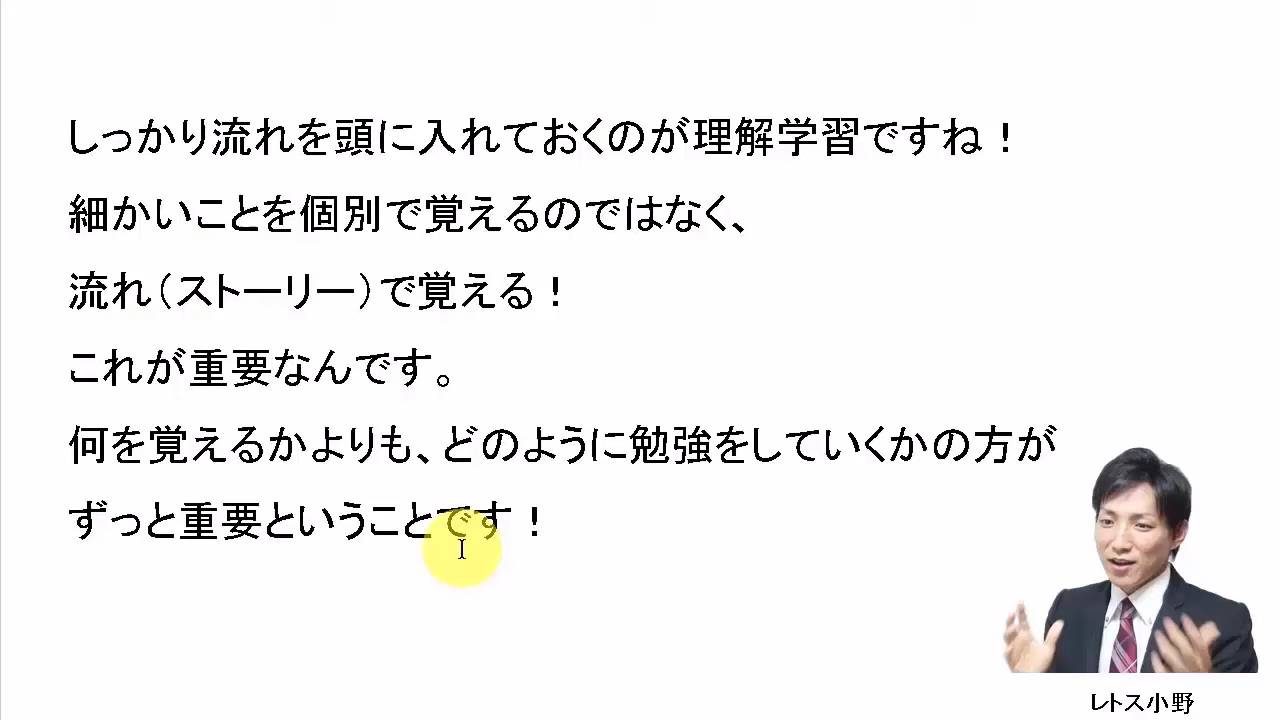 しっかり流れを頭に入れておくのが理解学習ですね！
細かいことを個別で覚えるのではなく、
流れ（ストーリー）で覚える！
これが重要なんです。
何を覚えるかよりも、どのように勉強をしていくかの方が
ずっと重要ということです！
レトス小野